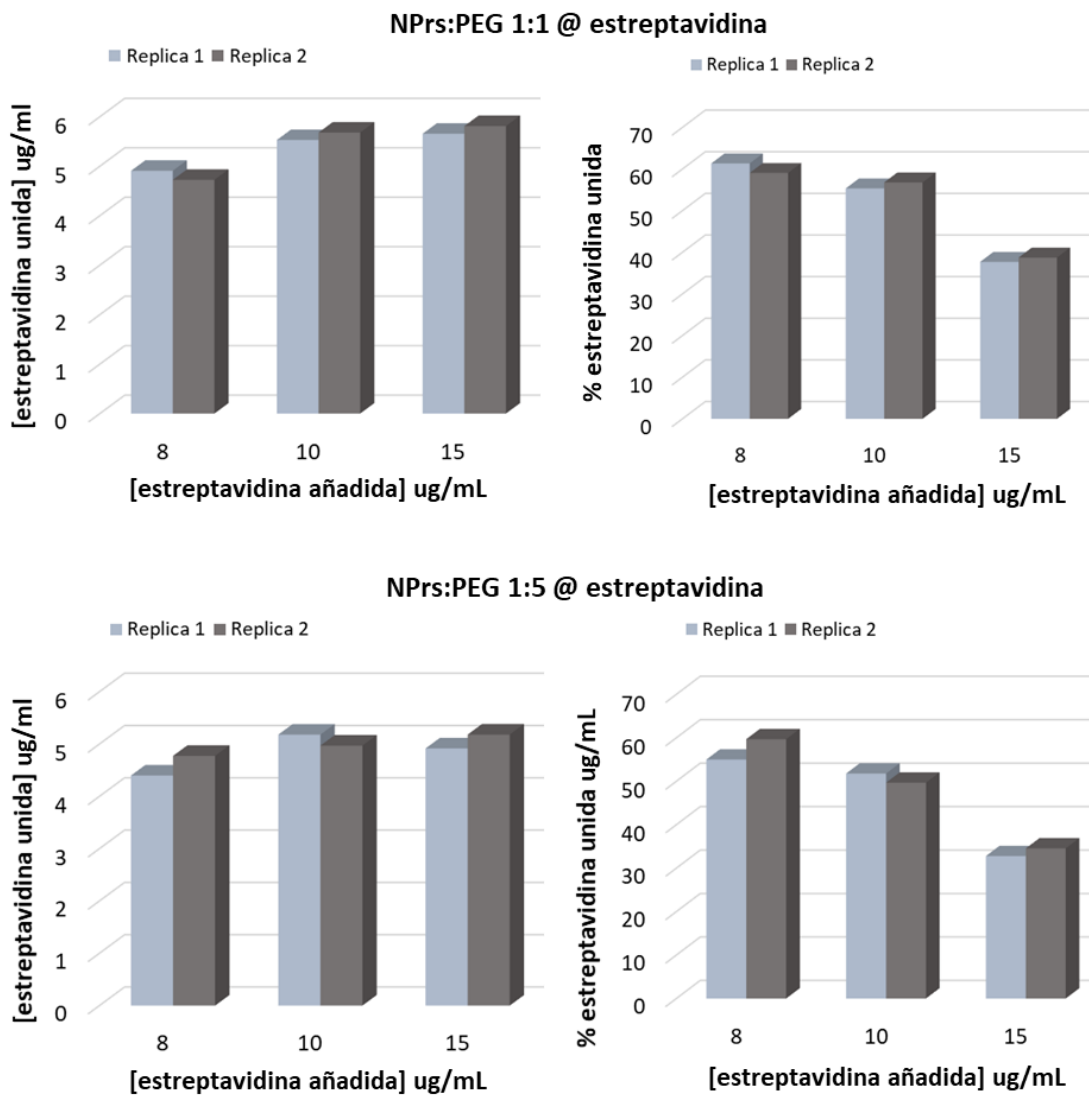 NPrs:PEG 1:1 @ estreptavidina
Replica 1 Replica 2
[estreptavidina unida] ug/ml
6
5
4
3
2
1
0
8 10 15
[estreptavidina añadida] ug/mL
Replica 1 Replica 2
% estreptavidina unida
70
60
50
40
30
20
10
0
8 10 15
[estreptavidina añadida] ug/mL
NPrs:PEG 1:5 @ estreptavidina
Replica 1 Replica 2
[estreptavidina unida] ug/ml
6
5
4
3
2
1
0
8 10 15
[estreptavidina añadida] ug/mL
Replica 1 Replica 2
% estreptavidina unida ug/mL
70
60
50
40
30
20
10
0
8 10 15
[estreptavidina añadida] ug/mL